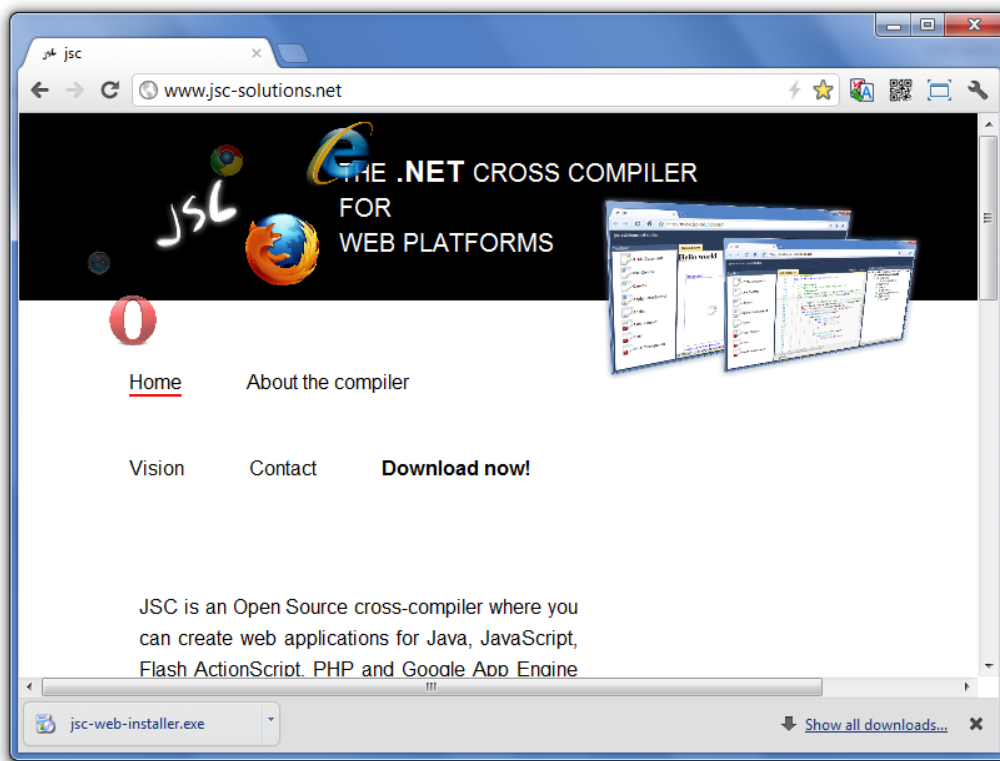 jsc
www.jsc-solutions.net
jsc
THE .NET CROSS COMPILER
FOR
WEB PLATFORMS
Hello world
Home About the compiler
Vision Contact Download now!
JSC is an Open Source cross-compiler where you
can create web applications for Java, JavaScript,
Flash ActionScript, PHP and Google App Engine
jsc-web-installer.exe
Show all downloads...